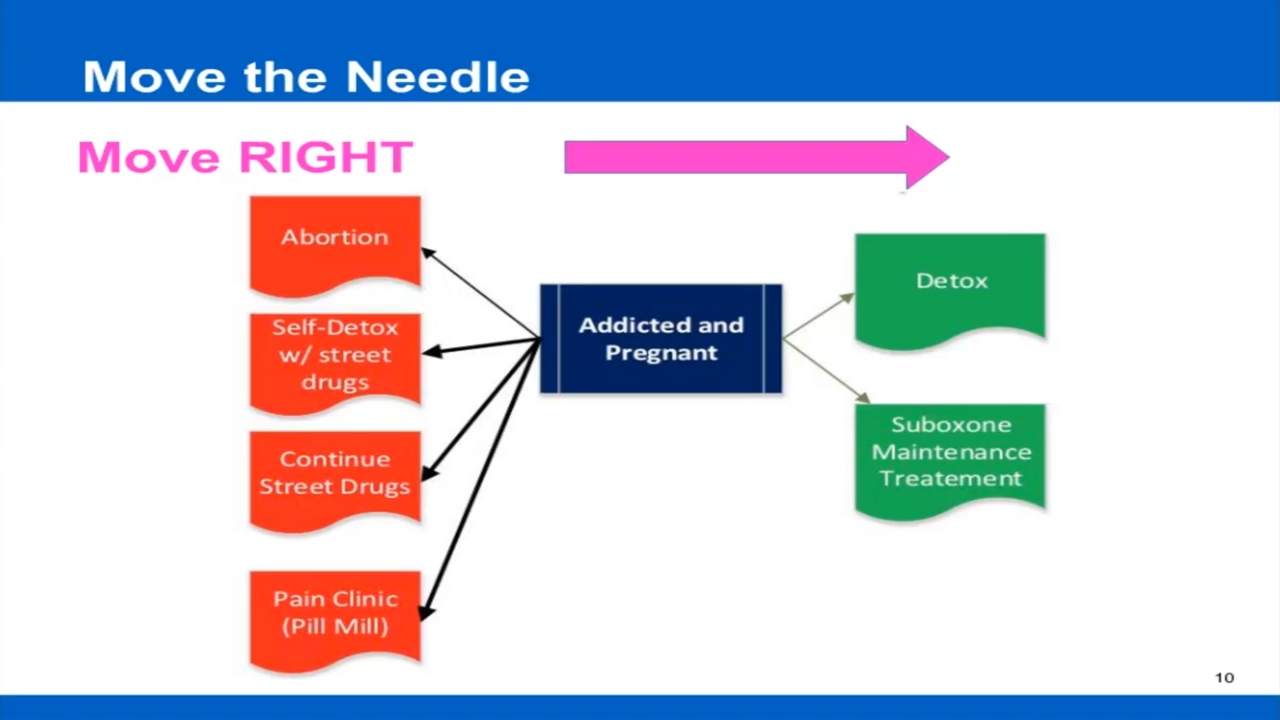 Move the Needle
Move RIGHT
Abortion
Self-Detox
w/ street
drugs
Continue
Street Drugs
Pain Clinic
(Pill Mill)
Addicted and
Pregnant
Detox
Suboxone
Maintenance
Treatement
10